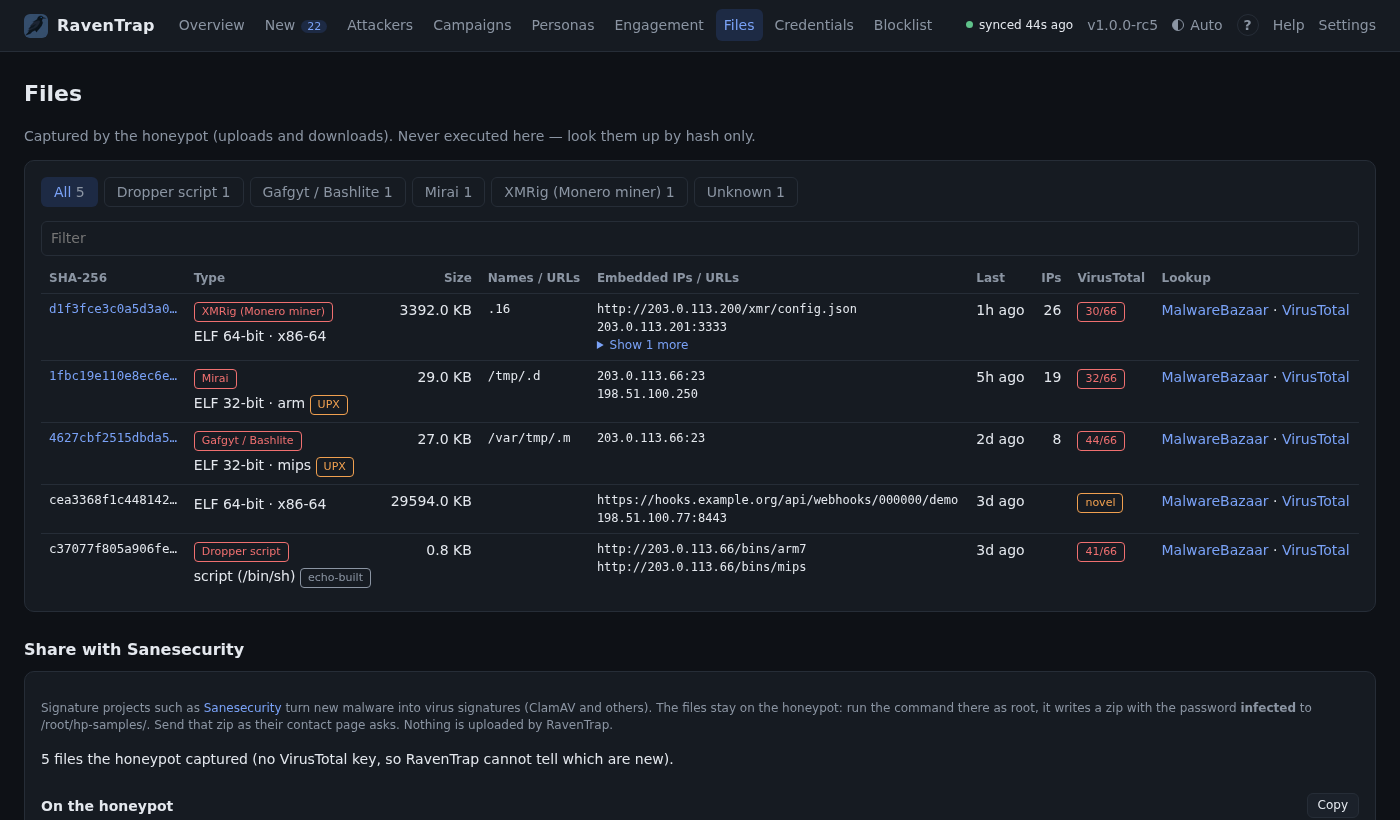 RavenTrap Overview New 22 Attackers Campaigns Personas Engagement Files Credentials Blocklist synced 44s ago v1.0.0-rc5 Auto ? Help Settings
Files
Captured by the honeypot (uploads and downloads). Never executed here — look them up by hash only.
All 5 Dropper script 1 Gafgyt / Bashlite 1 Mirai 1 XMRig (Monero miner) 1 Unknown 1
Filter
SHA-256 Type Size Names / URLs Embedded IPs / URLs Last IPs VirusTotal Lookup
d1f3fce3c0a5d3a0… XMRig (Monero miner) 3392.0 KB .16 http://203.0.113.200/xmr/config.json 1h ago 26 30/66 MalwareBazaar · VirusTotal
ELF 64-bit · x86-64 203.0.113.201:3333
Show 1 more
1fbc19e110e8ec6e… Mirai 29.0 KB /tmp/.d 203.0.113.66:23 5h ago 19 32/66 MalwareBazaar · VirusTotal
ELF 32-bit · arm UPX 198.51.100.250
4627cbf2515dbda5… Gafgyt / Bashlite 27.0 KB /var/tmp/.m 203.0.113.66:23 2d ago 8 44/66 MalwareBazaar · VirusTotal
ELF 32-bit · mips UPX
cea3368f1c448142… ELF 64-bit · x86-64 29594.0 KB https://hooks.example.org/api/webhooks/000000/demo 3d ago novel MalwareBazaar · VirusTotal
198.51.100.77:8443
c37077f805a906fe… Dropper script 0.8 KB http://203.0.113.66/bins/arm7 3d ago 41/66 MalwareBazaar · VirusTotal
script (/bin/sh) echo-built http://203.0.113.66/bins/mips
Share with Sanesecurity
Signature projects such as Sanesecurity turn new malware into virus signatures (ClamAV and others). The files stay on the honeypot: run the command there as root, it writes a zip with the password infected to
/root/hp-samples/. Send that zip as their contact page asks. Nothing is uploaded by RavenTrap.
5 files the honeypot captured (no VirusTotal key, so RavenTrap cannot tell which are new).
On the honeypot Copy